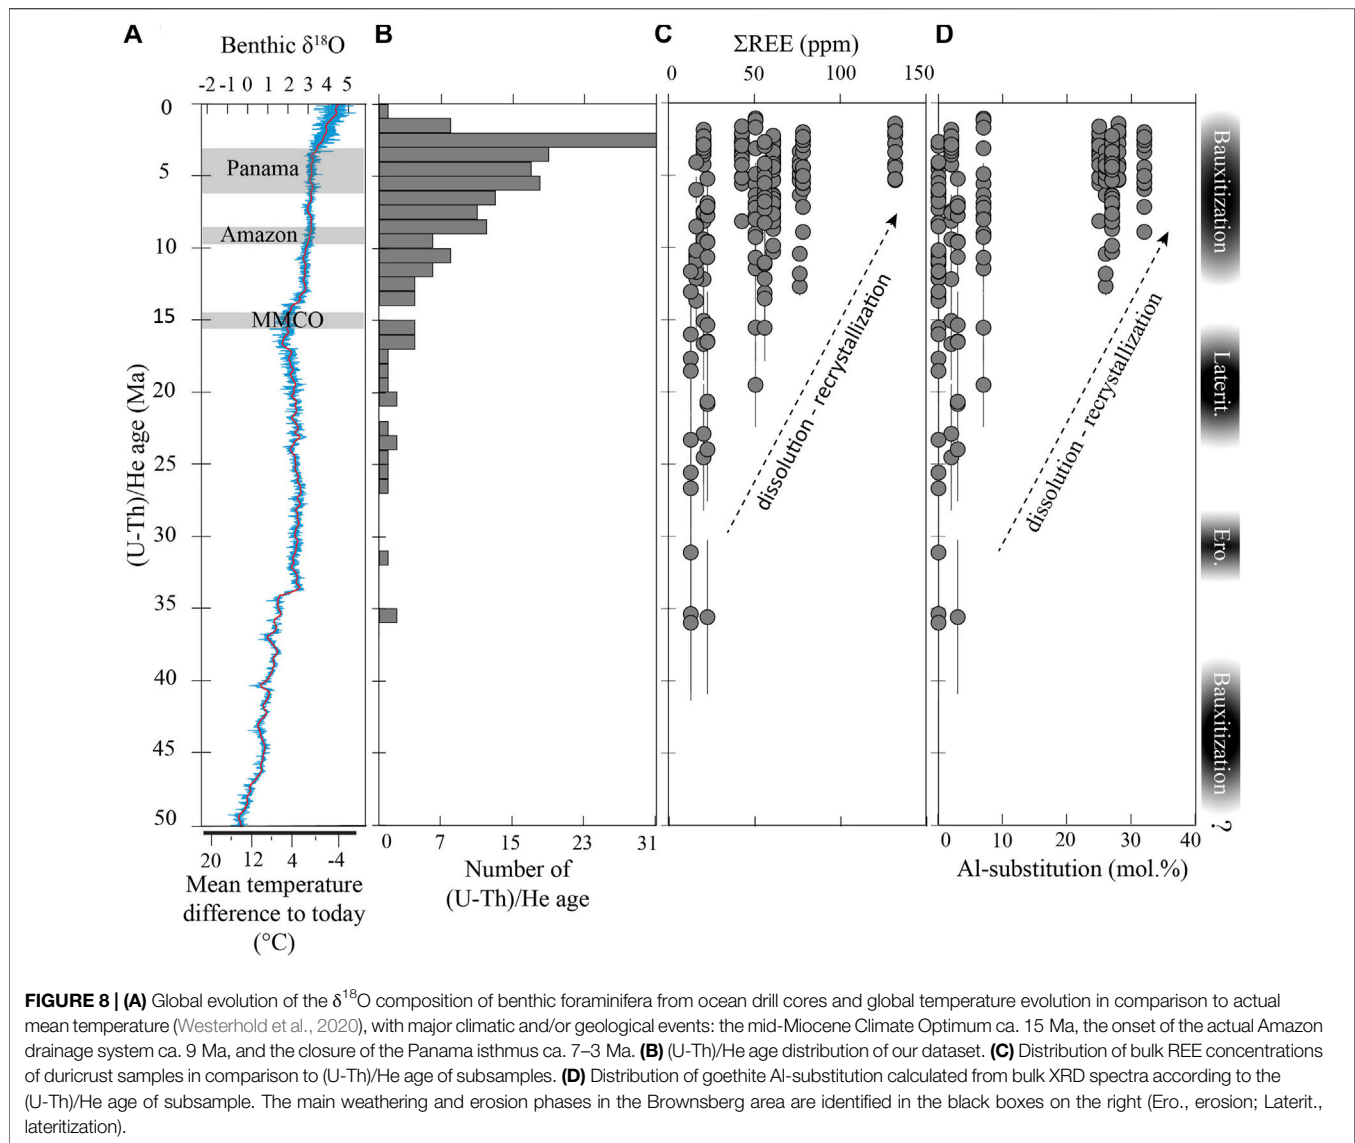 A
B
C
D
Benthic δ18O
ΣREE (ppm)
-2 -1 0 1 2 3 4 5
0 50 100 150
0
5
10
15
20
25
30
35
40
45
50
(U-Th)/He age (Ma)
Panama
Amazon
MMCO
dissolution - recrystallization
dissolution - recrystallization
Bauxitization
Laterit.
Ero.
Bauxitization
?
20 12 4 -4
0 7 15 23 31
0 10 20 30 40
Mean temperature
difference to today
(°C)
Number of
(U-Th)/He age
Al-substitution (mol.%)
FIGURE 8 | (A) Global evolution of the δ18O composition of benthic foraminifera from ocean drill cores and global temperature evolution in comparison to actual
mean temperature (Westerhold et al., 2020), with major climatic and/or geological events: the mid-Miocene Climate Optimum ca. 15 Ma, the onset of the actual Amazon
drainage system ca. 9 Ma, and the closure of the Panama isthmus ca. 7–3 Ma. (B) (U-Th)/He age distribution of our dataset. (C) Distribution of bulk REE concentrations
of duricrust samples in comparison to (U-Th)/He age of subsamples. (D) Distribution of goethite Al-substitution calculated from bulk XRD spectra according to the
(U-Th)/He age of subsample. The main weathering and erosion phases in the Brownsberg area are identified in the black boxes on the right (Ero., erosion; Laterit.,
lateritization).